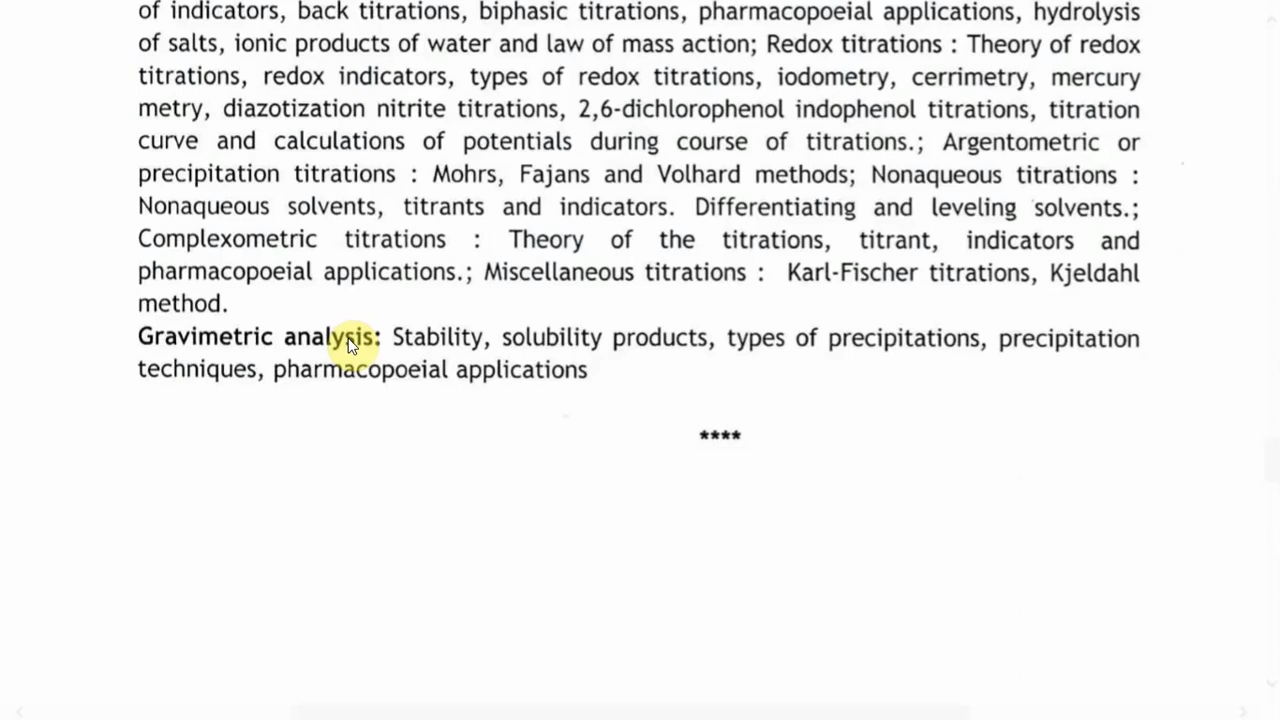 of indicators, back titrations, biphasic titrations, pharmacopoeial applications, hydrolysis
of salts, ionic products of water and law of mass action; Redox titrations : Theory of redox
titrations, redox indicators, types of redox titrations, iodometry, cerrimetry, mercury
metry, diazotization nitrite titrations, 2,6-dichlorophenol indophenol titrations, titration
curve and calculations of potentials during course of titrations.; Argentometric or
precipitation titrations : Mohrs, Fajans and Volhard methods; Nonaqueous titrations :
Nonaqueous solvents, titrants and indicators. Differentiating and leveling solvents.;
Complexometric titrations : Theory of the titrations, titrant, indicators and
pharmacopoeial applications.; Miscellaneous titrations : Karl-Fischer titrations, Kjeldahl
method.
Gravimetric analysis: Stability, solubility products, types of precipitations, precipitation
techniques, pharmacopoeial applications
****